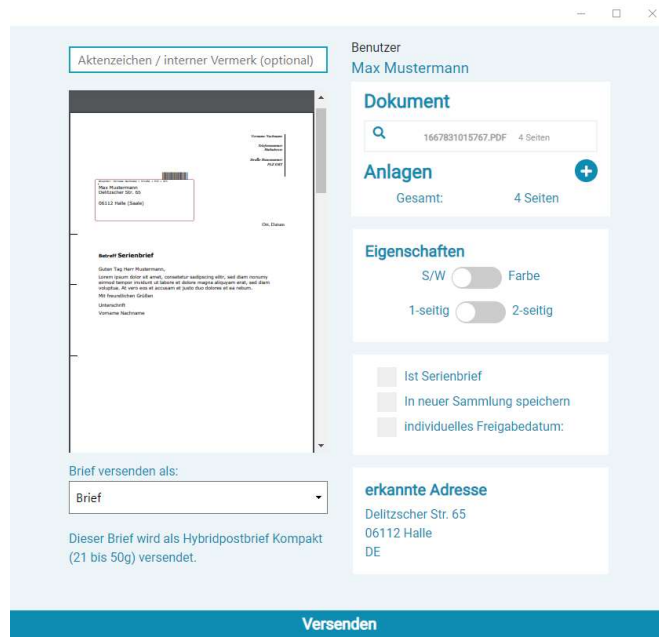 Aktenzeichen / interner Vermerk (optional)
Max Mustermann
Delitzscher Str. 65
06112 Halle (Saale)
Ort, Datum
Betreff Serienbrief
Guten Tag Herr Mustermann,
Lorem ipsum dolor sit amet, consetetur sadipscing elitr, sed diam nonumy
eirmod tempor invidunt ut labore et dolore magna aliquyam erat, sed diam
voluptua. At vero eos et accusam et justo duo dolores et ea rebum.
Mit freundlichen Grüßen
Unterschrift
Vorname Nachname
Brief versenden als:
Brief
Dieser Brief wird als Hybridpostbrief Kompakt
(21 bis 50g) versendet.
Benutzer
Max Mustermann
Dokument
1667831015767.PDF 4 Seiten
Anlagen
Gesamt: 4 Seiten
Eigenschaften
S/W Farbe
1-seitig 2-seitig
Ist Serienbrief
In neuer Sammlung speichern
individuelles Freigabedatum:
erkannte Adresse
Delitzscher Str. 65
06112 Halle
DE
Versenden